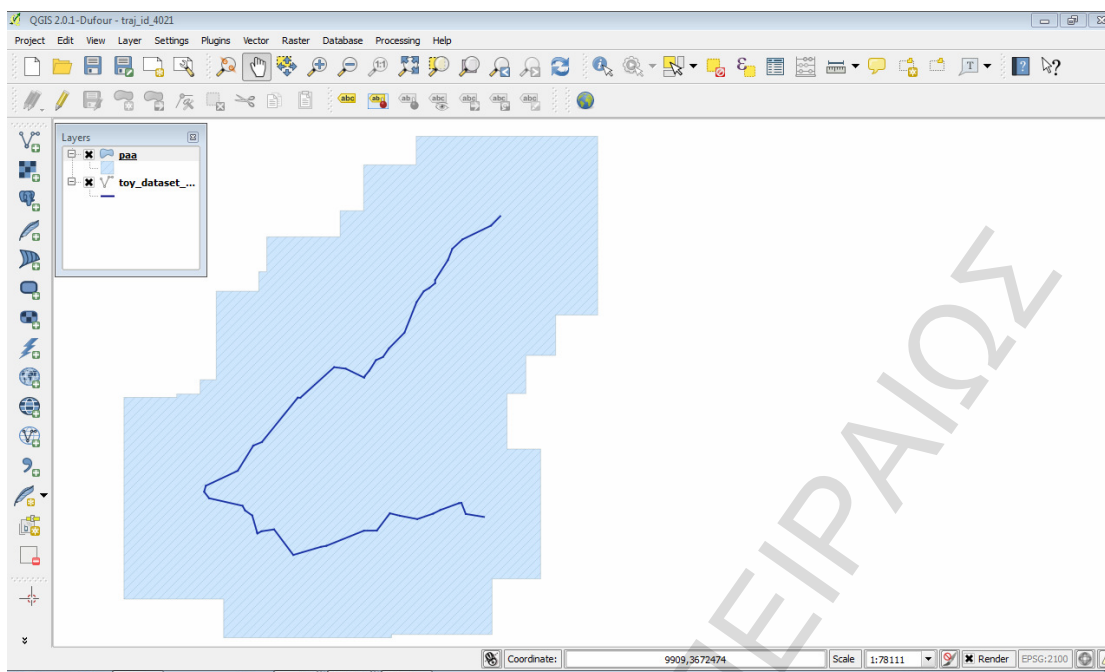 QGIS 2.0.1-Dufour - traj_id_4021
Project Edit View Layer Settings Plugins Vector Raster Database Processing Help
Layers
paa
toy_dataset_...
Coordinate: 9909,3672474 Scale 1:78111 Render EPSG:2100
ΠΕΙΡΑΙΩΣ